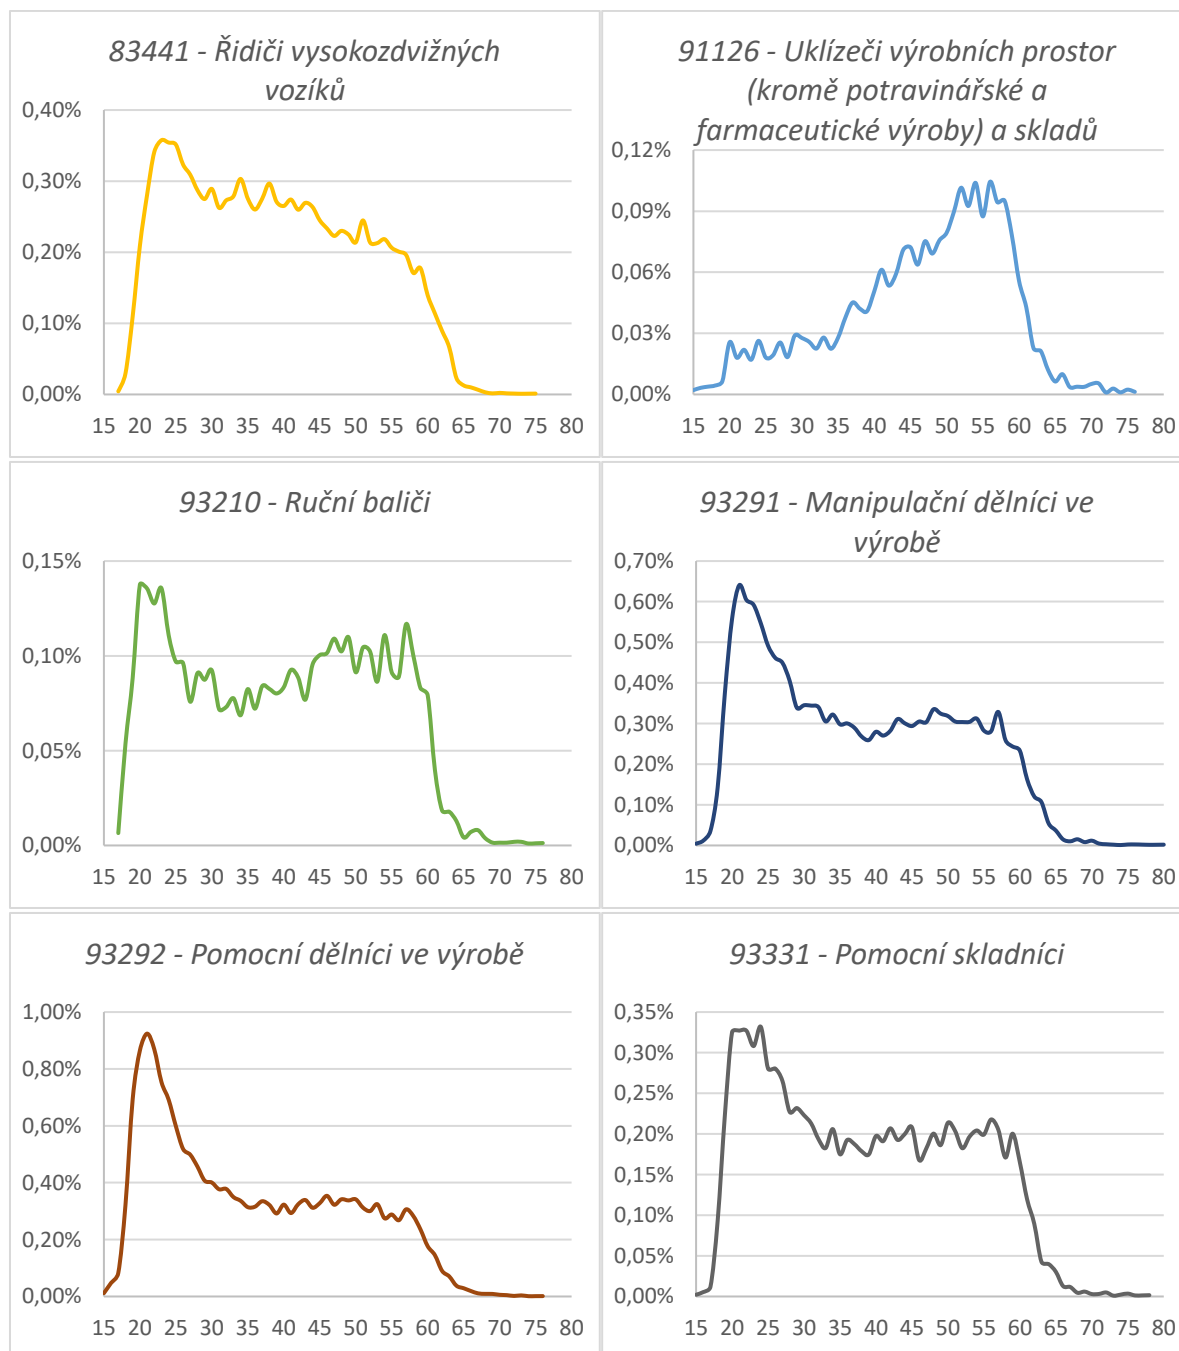 83441 - Řidiči vysokozdvižných
vozíků
0,40%
0,30%
0,20%
0,10%
0,00%
15 20 25 30 35 40 45 50 55 60 65 70 75 80
91126 - Uklízeči výrobních prostor
(kromě potravinářské a
farmaceutické výroby) a skladů
0,12%
0,09%
0,06%
0,03%
0,00%
15 20 25 30 35 40 45 50 55 60 65 70 75 80
93210 - Ruční baliči
0,15%
0,10%
0,05%
0,00%
15 20 25 30 35 40 45 50 55 60 65 70 75 80
93291 - Manipulační dělníci ve
výrobě
0,70%
0,60%
0,50%
0,40%
0,30%
0,20%
0,10%
0,00%
15 20 25 30 35 40 45 50 55 60 65 70 75 80
93292 - Pomocní dělníci ve výrobě
1,00%
0,80%
0,60%
0,40%
0,20%
0,00%
15 20 25 30 35 40 45 50 55 60 65 70 75 80
93331 - Pomocní skladníci
0,35%
0,30%
0,25%
0,20%
0,15%
0,10%
0,05%
0,00%
15 20 25 30 35 40 45 50 55 60 65 70 75 80